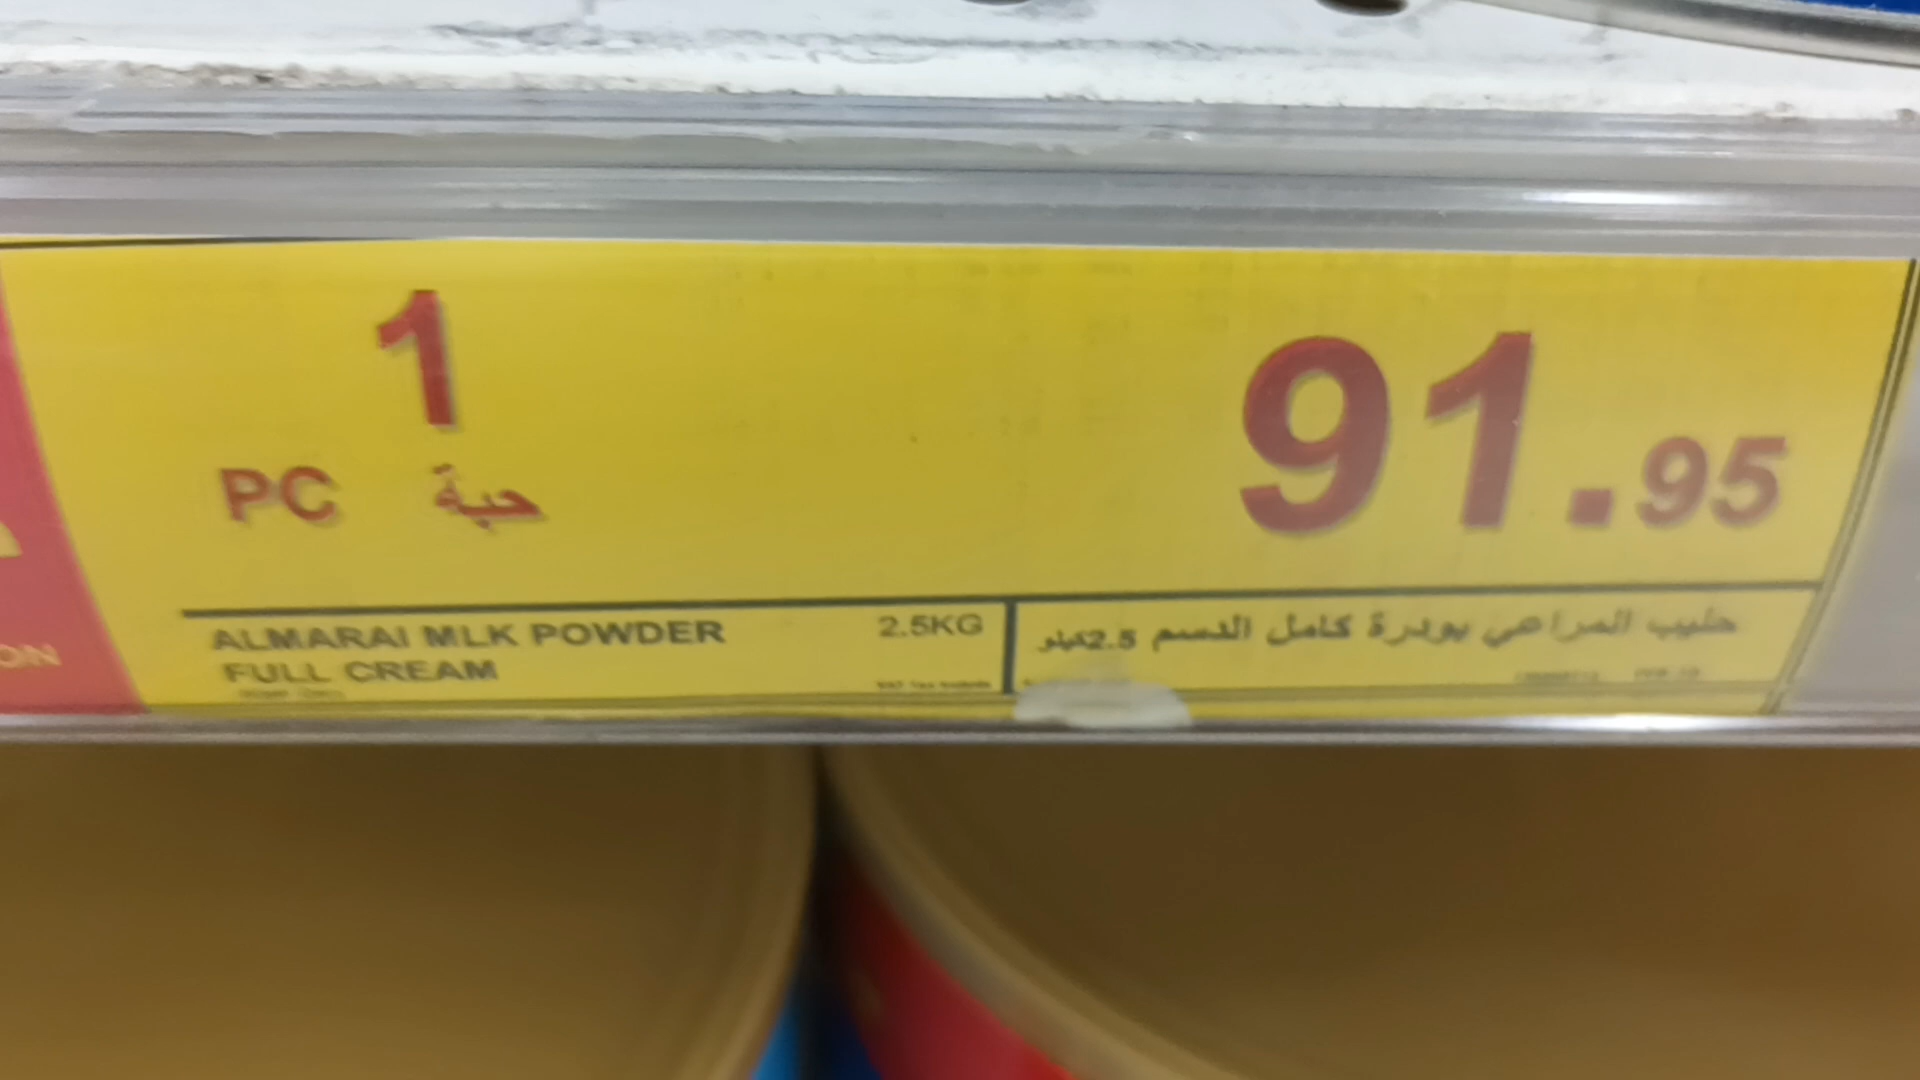 1
PC حبة
91.95
ALMARAI MLK POWDER 2.5KG
FULL CREAM
حليب المراعي بودرة كامل الدسم 2.5كيلو
ON